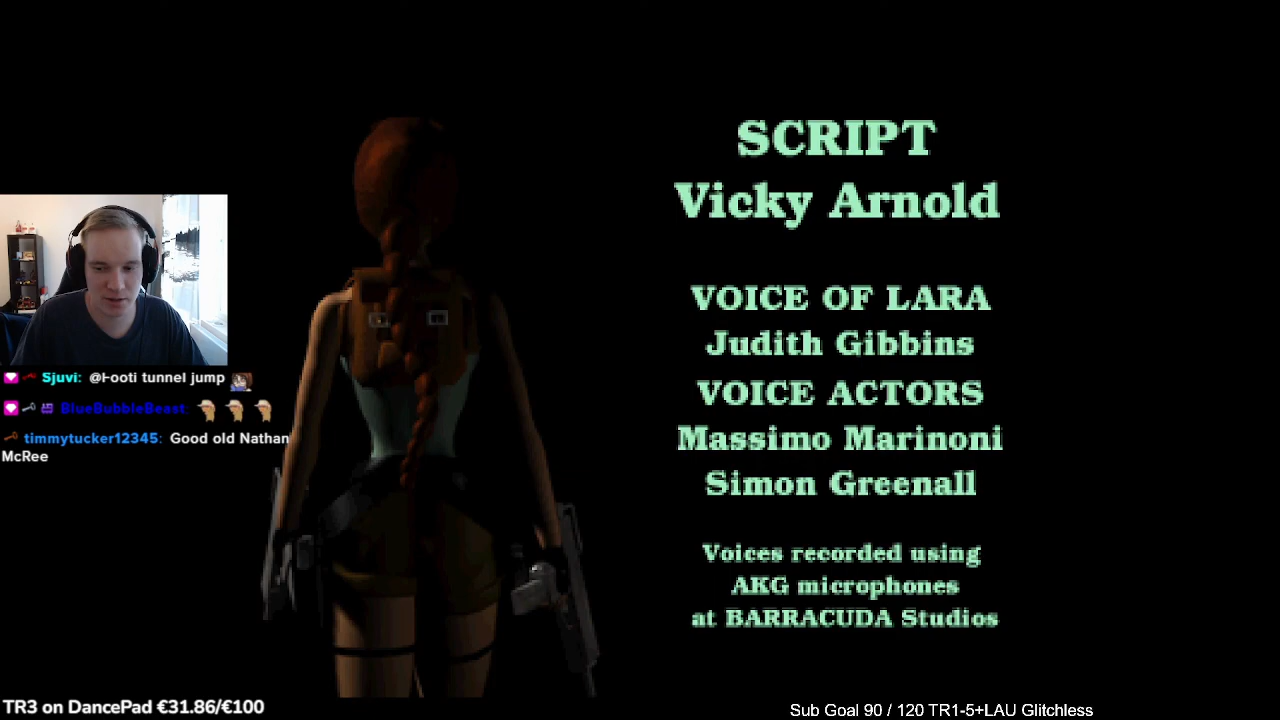 SCRIPT
Vicky Arnold
VOICE OF LARA
Judith Gibbins
VOICE ACTORS
Massimo Marinoni
Simon Greenall
Voices recorded using
AKG microphones
at BARRACUDA Studios
Sjuvi: @Footi tunnel jump
BlueBubbleBeast:
timmytucker12345: Good old Nathan
McRee
TR3 on DancePad €31.86/€100
Sub Goal 90 / 120 TR1-5+LAU Glitchless